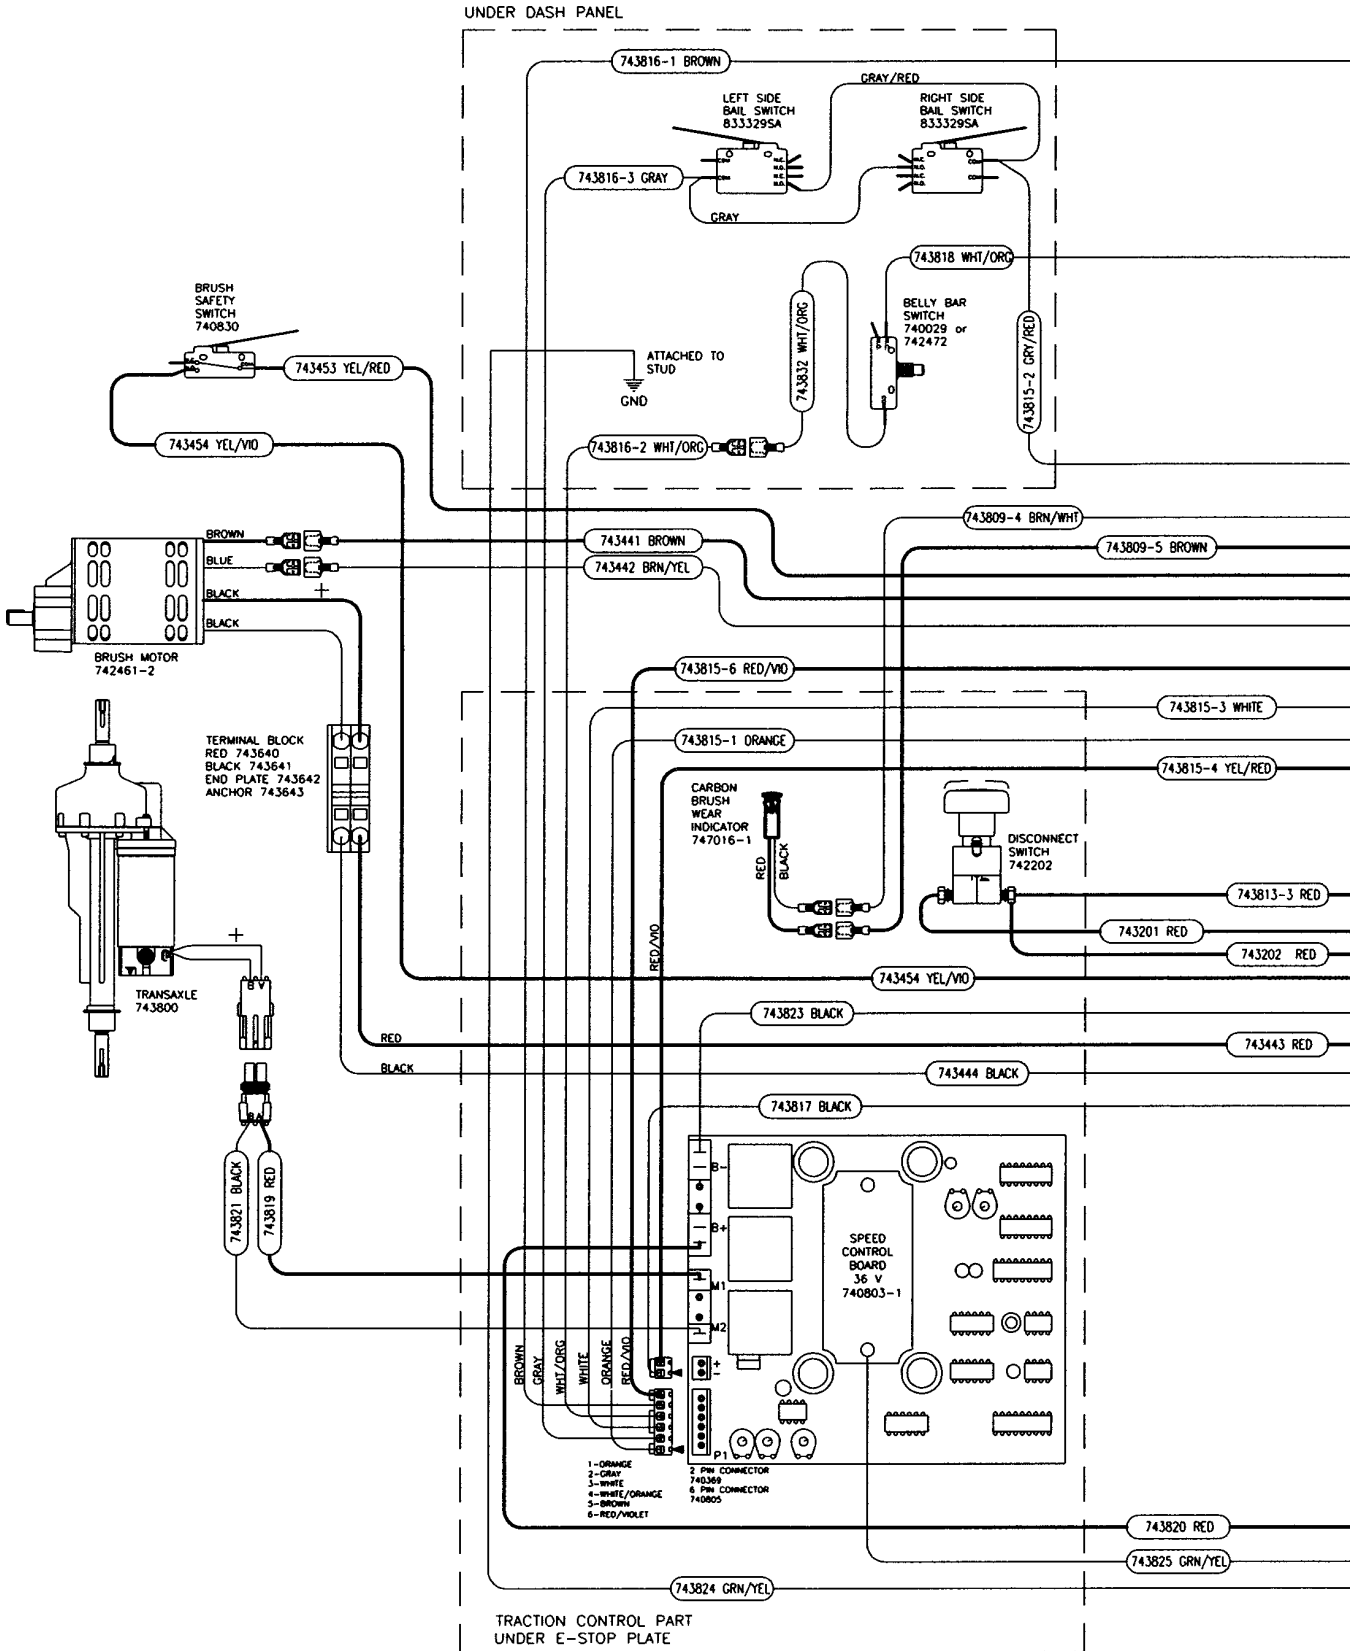 UNDER DASH PANEL
743816-1 BROWN
GRAY/RED
LEFT SIDE
BAIL SWITCH
833329SA
RIGHT SIDE
BAIL SWITCH
833329SA
COM
COM
N.C.
N.O.
N.C.
N.O.
N.C.
N.O.
N.C.
N.O.
COM
COM
743816-3 GRAY
GRAY
743818 WHT/ORG
BRUSH
SAFETY
SWITCH
740830
BELLY BAR
SWITCH
740029 or
742472
743832 WHT/ORG
743815-2 GRY/RED
ATTACHED TO
STUD
GND
743453 YEL/RED
743454 YEL/VIO
743816-2 WHT/ORG
743809-4 BRN/WHT
BROWN
743441 BROWN
743809-5 BROWN
BLUE
743442 BRN/YEL
+
BLACK
BLACK
BRUSH MOTOR
742461-2
743815-6 RED/VIO
743815-3 WHITE
TERMINAL BLOCK
RED 743640
BLACK 743641
END PLATE 743642
ANCHOR 743643
743815-1 ORANGE
743815-4 YEL/RED
CARBON
BRUSH
WEAR
INDICATOR
747016-1
DISCONNECT
SWITCH
742202
RED
BLACK
743813-3 RED
743201 RED
743202 RED
RED/VIO
+
743454 YEL/VIO
B A
TRANSAXLE
743800
743823 BLACK
RED
743443 RED
BLACK
743444 BLACK
743817 BLACK
B A
743821 BLACK
743819 RED
B-
B+
SPEED
CONTROL
BOARD
36 V
740803-1
M1
M2
BROWN
GRAY
WHT/ORG
WHITE
ORANGE
RED/VIO
+
-
P1
1-ORANGE
2-GRAY
3-WHITE
4-WHITE/ORANGE
5-BROWN
6-RED/VIOLET
2 PIN CONNECTOR
740369
6 PIN CONNECTOR
740805
743820 RED
743825 GRN/YEL
743824 GRN/YEL
TRACTION CONTROL PART
UNDER E-STOP PLATE